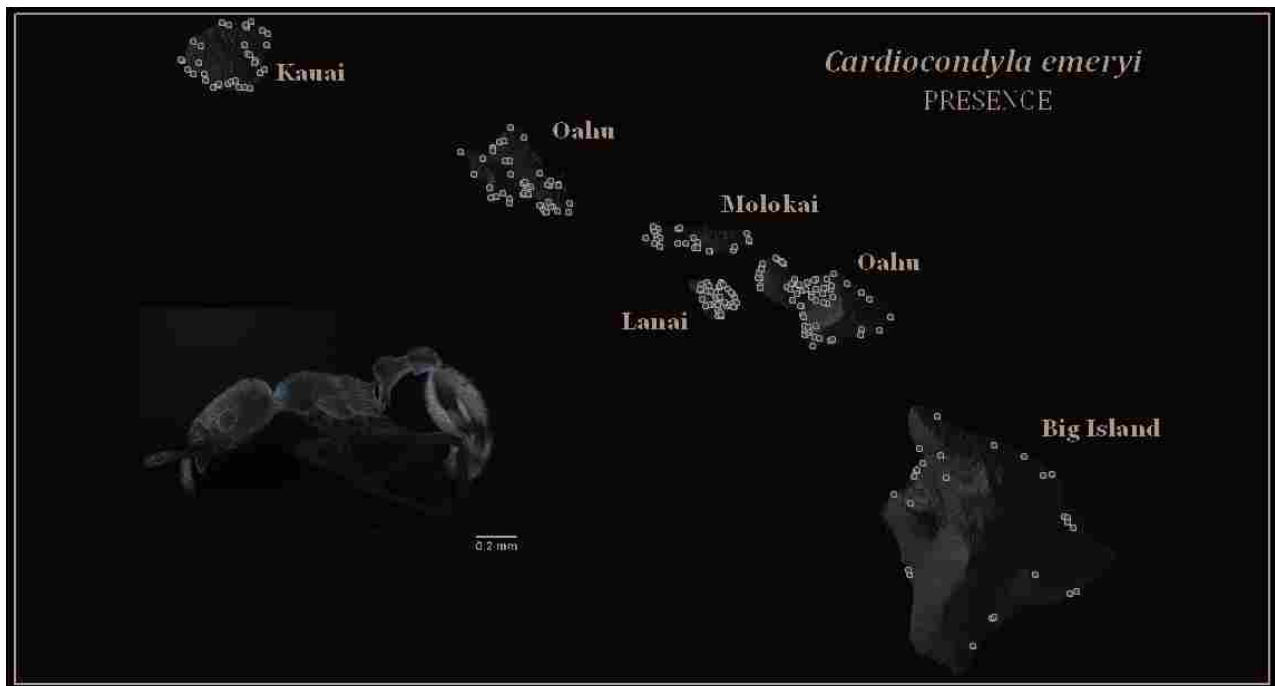 Cardiocondyla emeryi
PRESENCE
Kauai
Oahu
Molokai
Oahu
Lanai
Big Island
0.2 mm